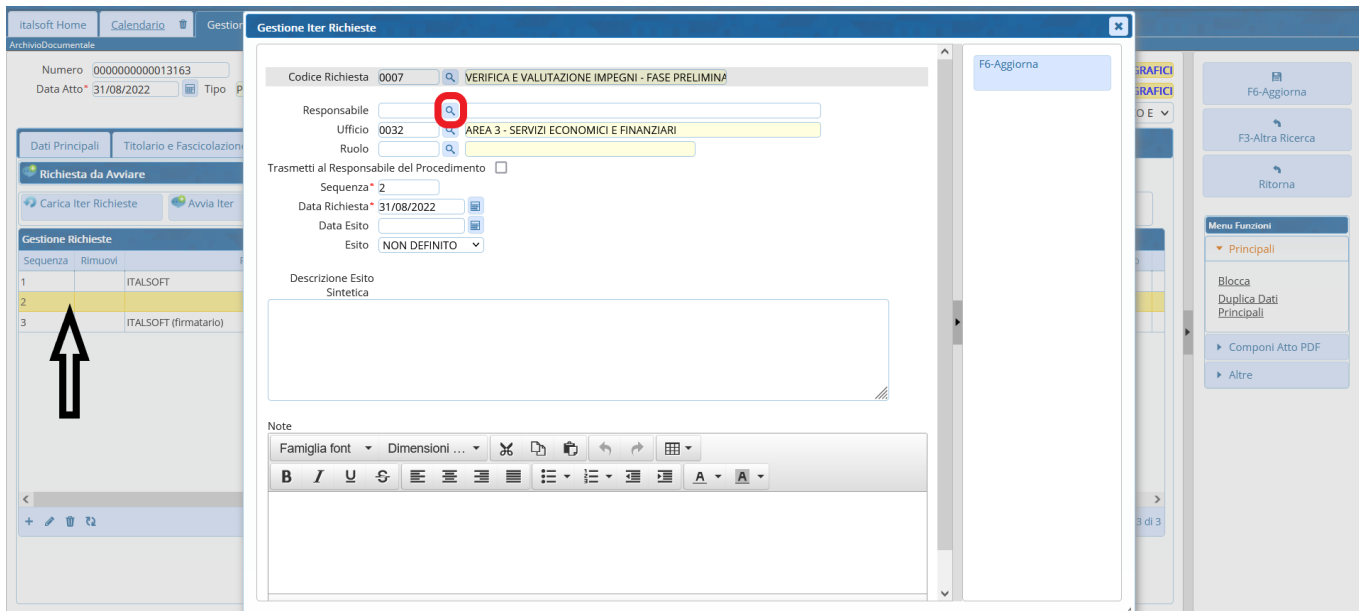 italsoft Home
Calendario
Gestion
ArchivioDocumentale
Numero 0000000000013163
Data Atto* 31/08/2022 Tipo P
Dati Principali
Titolario e Fascicolazione
Richiesta da Avviare
Carica Iter Richieste
Avvia Iter
Gestione Richieste
Sequenza Rimuovi
1 ITALSOFT
2
3 ITALSOFT (firmatario)
Gestione Iter Richieste
Codice Richiesta 0007 VERIFICA E VALUTAZIONE IMPEGNI - FASE PRELIMINA
Responsabile
Ufficio 0032 AREA 3 - SERVIZI ECONOMICI E FINANZIARI
Ruolo
Trasmetti al Responsabile del Procedimento
Sequenza* 2
Data Richiesta* 31/08/2022
Data Esito
Esito NON DEFINITO
Descrizione Esito
Sintetica
Note
Famiglia font Dimensioni ...
B I U S A A
F6-Aggiorna
GRAFICI
GRAFICI
O E
3 di 3
F6-Aggiorna
F3-Altra Ricerca
Ritorna
Menu Funzioni
Principali
Blocca
Duplica Dati
Principali
Componi Atto PDF
Altre